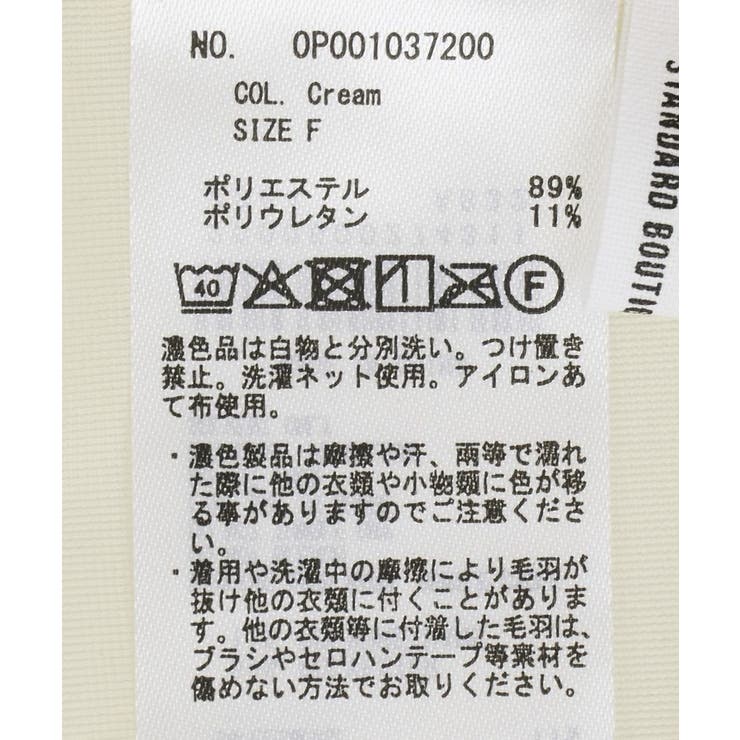 NO. OP001037200
COL. Cream
SIZE F
ポリエステル 89%
ポリウレタン 11%
40 F
濃色品は白物と分別洗い。つけ置き
禁止。洗濯ネット使用。アイロンあ
て布使用。
・濃色製品は摩擦や汗、雨等で濡れ
た際に他の衣類や小物類に色が移
る事がありますのでご注意くださ
い。
・着用や洗濯中の摩擦により毛羽が
抜け他の衣類に付くことがありま
す。他の衣類等に付着した毛羽は、
ブラシやセロハンテープ等素材を
傷めない方法でお取りください。
STANDARD BOUTIQ